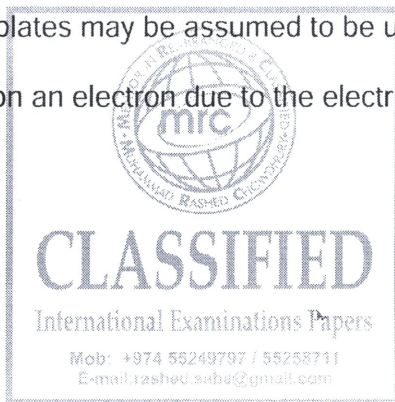 plates may be assumed to be u
on an electron due to the electr
mrc
MUHAMMAD RASHED CHOWDHURY
CLASSIFIED
International Examinations Papers
Mob: +974 55249797 / 55258711
E-mail:rashed.saba@gmail.com